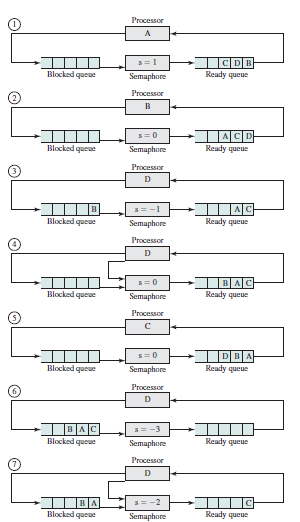 1
Processor
A
s = 1
C D B
Blocked queue
Semaphore
Ready queue
2
Processor
B
s = 0
A C D
Blocked queue
Semaphore
Ready queue
3
Processor
D
B
s = −1
A C
Blocked queue
Semaphore
Ready queue
4
Processor
D
s = 0
B A C
Blocked queue
Semaphore
Ready queue
5
Processor
C
s = 0
D B A
Blocked queue
Semaphore
Ready queue
6
Processor
D
B A C
s = −3
Blocked queue
Semaphore
Ready queue
7
Processor
D
B A
s = −2
C
Blocked queue
Semaphore
Ready queue